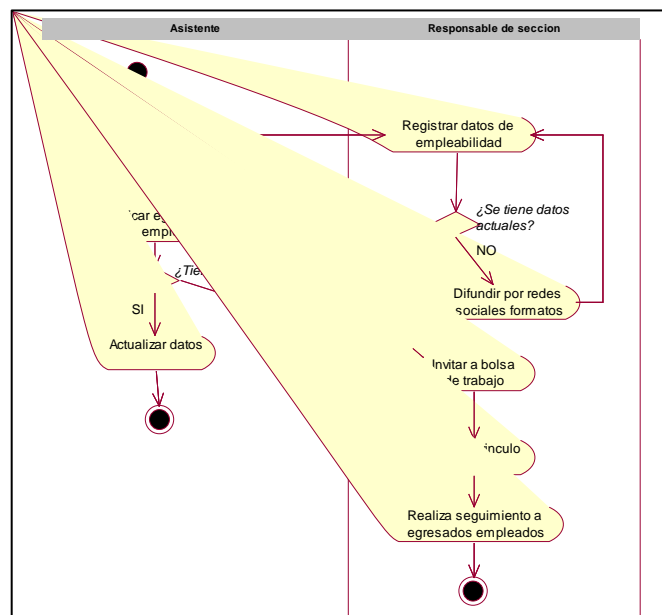 Asistente
Responsable de seccion
Registrar datos de
empleabilidad
¿Se tiene datos
actuales?
NO
SI
Difundir por redes
sociales formatos
Actualizar datos
Invitar a bolsa
de trabajo
Realiza seguimiento a
egresados empleados